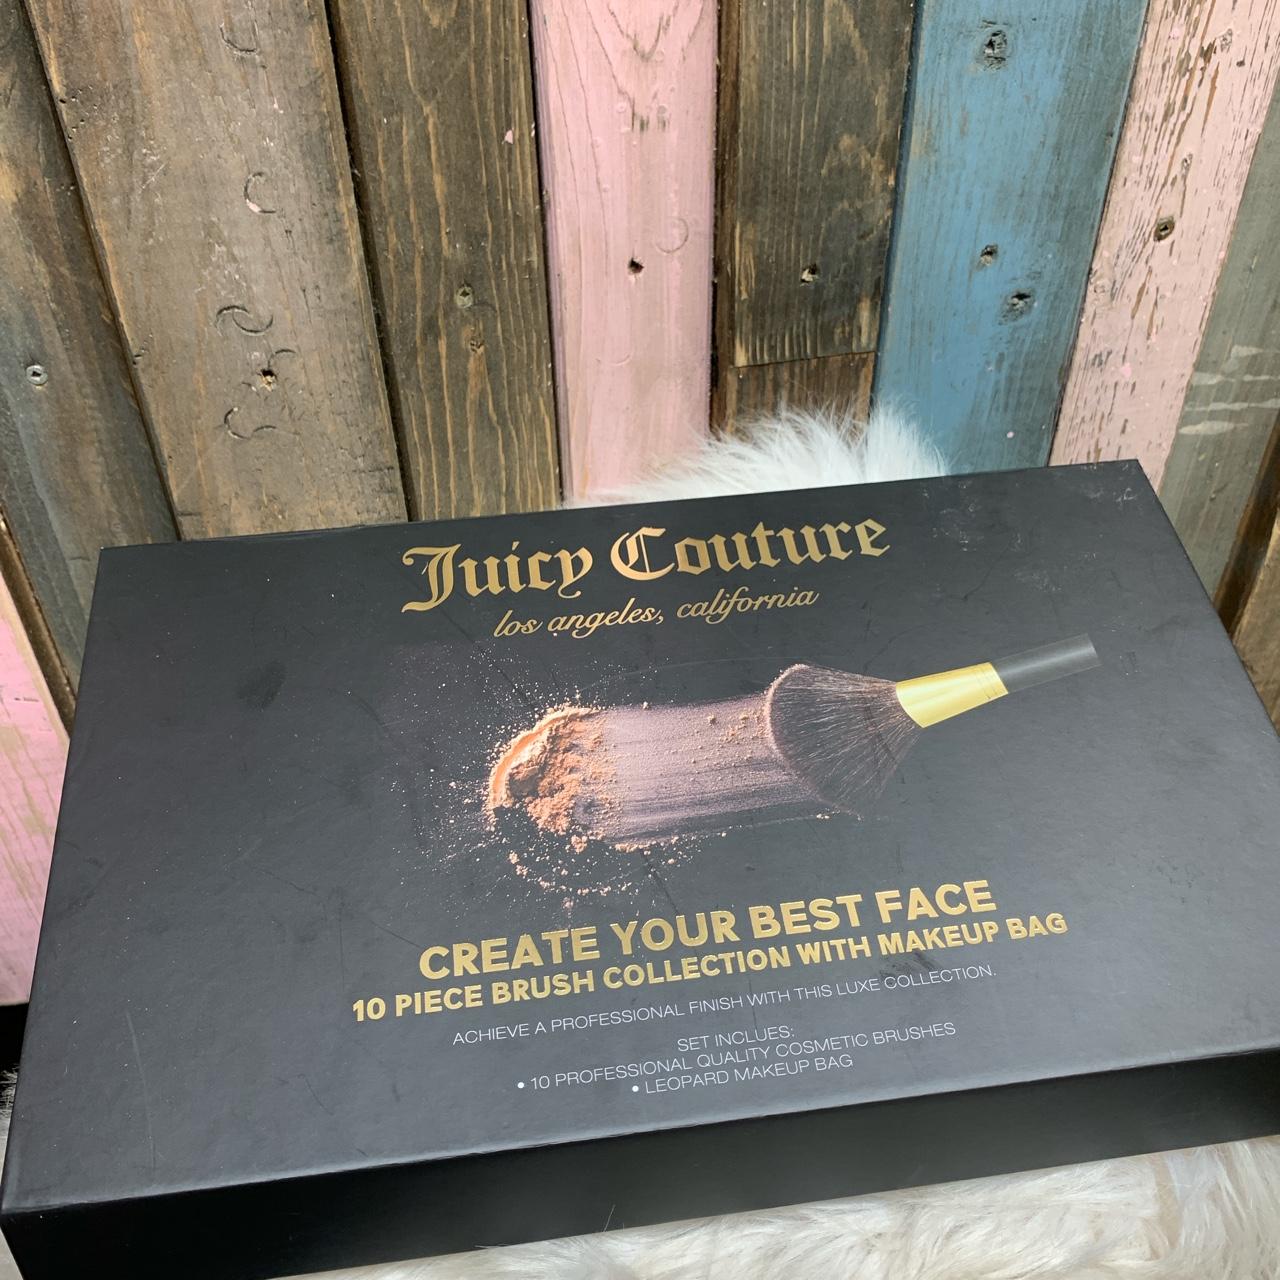 Juicy Couture
los angeles, california
CREATE YOUR BEST FACE
10 PIECE BRUSH COLLECTION WITH MAKEUP BAG
ACHIEVE A PROFESSIONAL FINISH WITH THIS LUXE COLLECTION.
SET INCLUES:
• 10 PROFESSIONAL QUALITY COSMETIC BRUSHES
• LEOPARD MAKEUP BAG